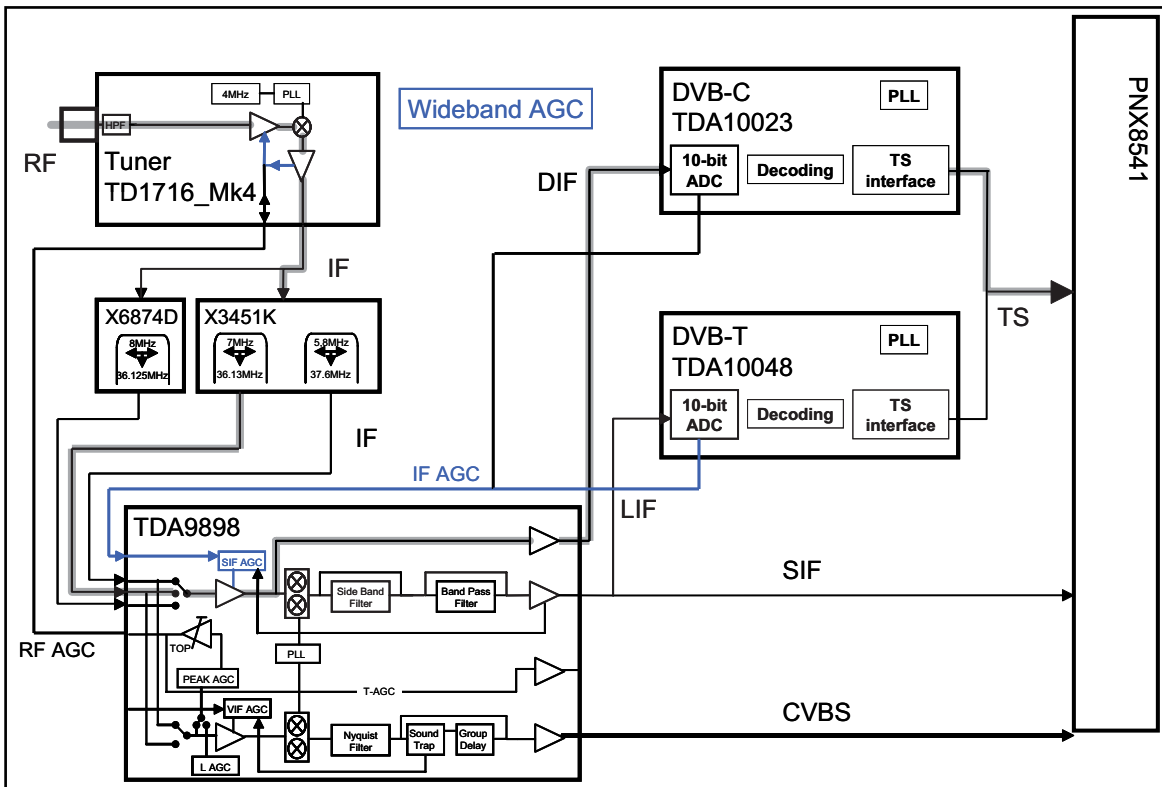 4MHz
PLL
HPF
RF
Tuner
TD1716_Mk4
Wideband AGC
DVB-C
TDA10023
PLL
10-bit
ADC
Decoding
TS
interface
PNX8541
DIF
IF
X6874D
8MHz
36.125MHz
X3451K
7MHz
36.13MHz
5.8MHz
37.6MHz
TS
DVB-T
TDA10048
PLL
10-bit
ADC
Decoding
TS
interface
IF
IF AGC
LIF
TDA9898
SIF AGC
Side Band
Filter
Band Pass
Filter
SIF
RF AGC
TOP
PLL
PEAK AGC
T-AGC
VIF AGC
CVBS
Nyquist
Filter
Sound
Trap
Group
Delay
L AGC